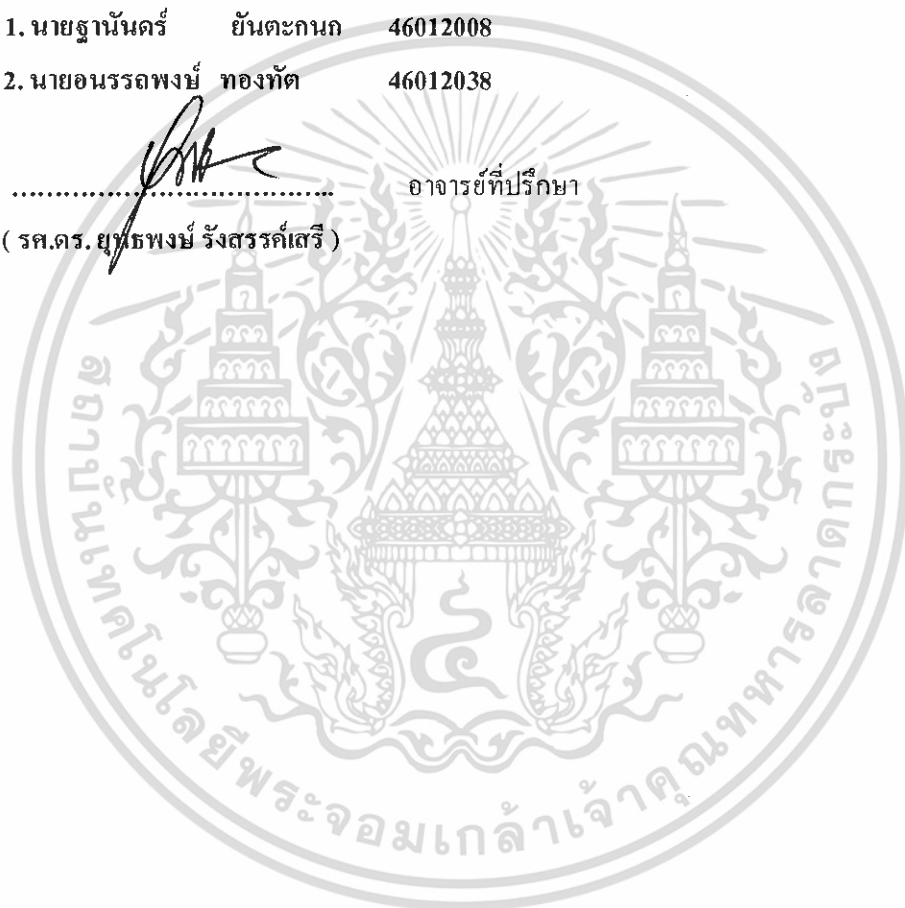 1. นายฐานันดร์ ยันตะกนก 46012008
2. นายอนรรถพงษ์ ทองทัต 46012038
.................................... อาจารย์ที่ปรึกษา
( รศ.ดร. ยุทธพงษ์ รังสรรค์เสรี )
สถาบันเทคโนโลยีพระจอมเกล้าเจ้าคุณทหารลาดกระบัง